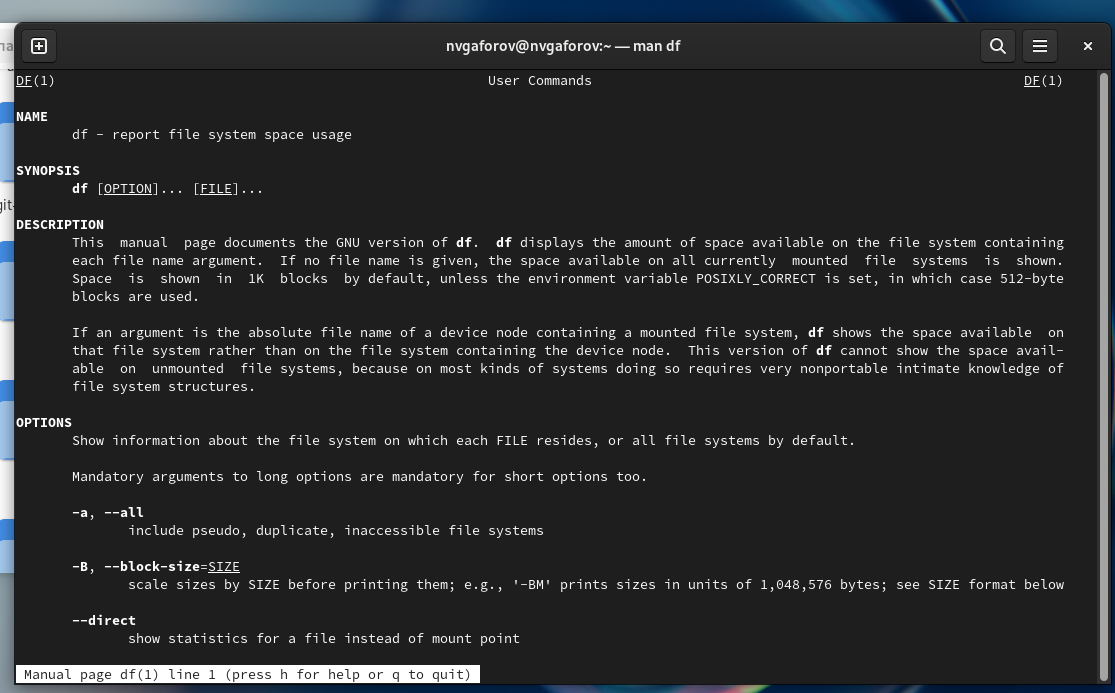 nvgaforov@nvgaforov:~ — man df
DF(1) User Commands DF(1)
NAME
df - report file system space usage
SYNOPSIS
df [OPTION]... [FILE]...
DESCRIPTION
This manual page documents the GNU version of df. df displays the amount of space available on the file system containing
each file name argument. If no file name is given, the space available on all currently mounted file systems is shown.
Space is shown in 1K blocks by default, unless the environment variable POSIXLY_CORRECT is set, in which case 512-byte
blocks are used.
If an argument is the absolute file name of a device node containing a mounted file system, df shows the space available on
that file system rather than on the file system containing the device node. This version of df cannot show the space avail-
able on unmounted file systems, because on most kinds of systems doing so requires very nonportable intimate knowledge of
file system structures.
OPTIONS
Show information about the file system on which each FILE resides, or all file systems by default.
Mandatory arguments to long options are mandatory for short options too.
-a, --all
include pseudo, duplicate, inaccessible file systems
-B, --block-size=SIZE
scale sizes by SIZE before printing them; e.g., '-BM' prints sizes in units of 1,048,576 bytes; see SIZE format below
--direct
show statistics for a file instead of mount point
Manual page df(1) line 1 (press h for help or q to quit)